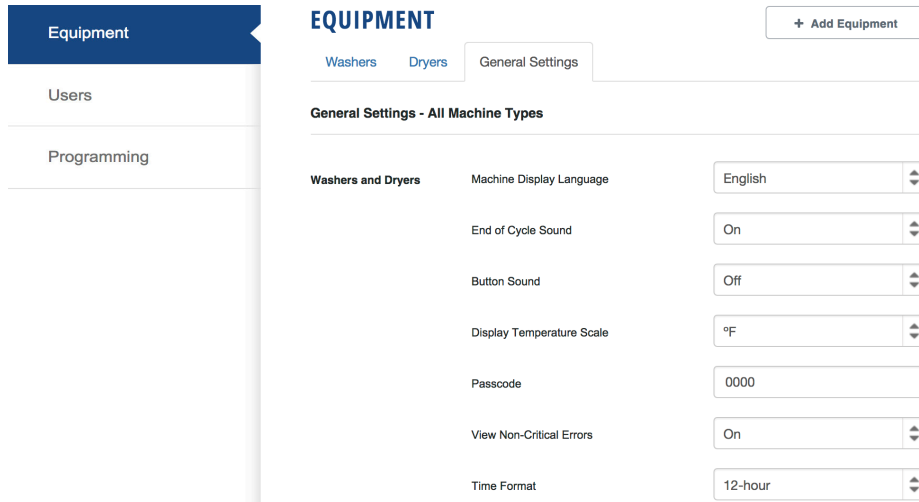 Equipment
Users
Programming
EQUIPMENT
+ Add Equipment
Washers Dryers General Settings
General Settings - All Machine Types
Washers and Dryers Machine Display Language English
End of Cycle Sound On
Button Sound Off
Display Temperature Scale ºF
Passcode 0000
View Non-Critical Errors On
Time Format 12-hour